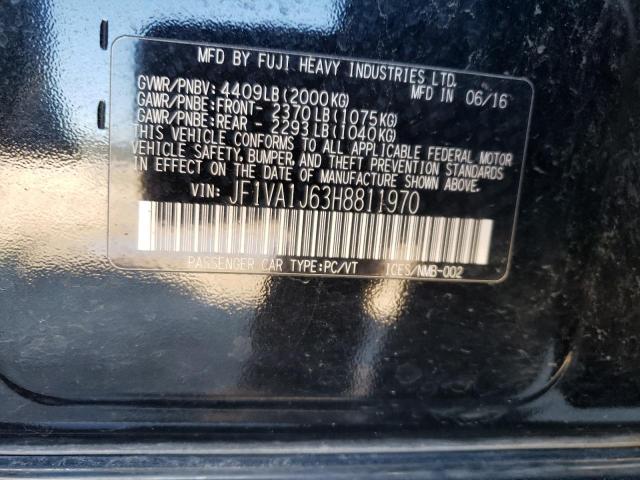 MFD BY FUJI HEAVY INDUSTRIES LTD.
GVWR/PNBV: 4409LB(2000KG) MFD IN 06/16
GAWR/PNBE:FRONT- 2370LB(1075KG)
GAWR/PNBE:REAR - 2293LB(1040KG)
THIS VEHICLE CONFORMS TO ALL APPLICABLE FEDERAL MOTOR
VEHICLE SAFETY, BUMPER, AND THEFT PREVENTION STANDARDS
IN EFFECT ON THE DATE OF MANUFACTURE SHOWN ABOVE.
VIN: JF1VA1J63H8811970
PASSENGER CAR TYPE:PC/VT ICES/NMB-002